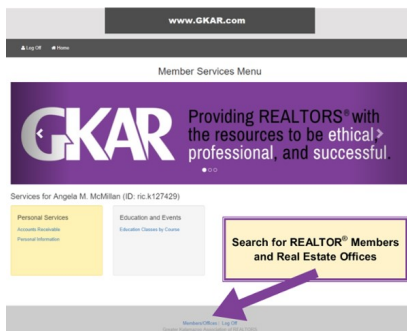 www.GKAR.com
Log Off Home
Member Services Menu
GKAR
Providing REALTORS® with
the resources to be ethical,
professional, and successful.
Services for Angela M. McMillan (ID: ric.k127429)
Personal Services
Accounts Receivable
Personal Information
Education and Events
Education Classes by Course
Search for REALTOR® Members
and Real Estate Offices
Members/Offices | Log Off